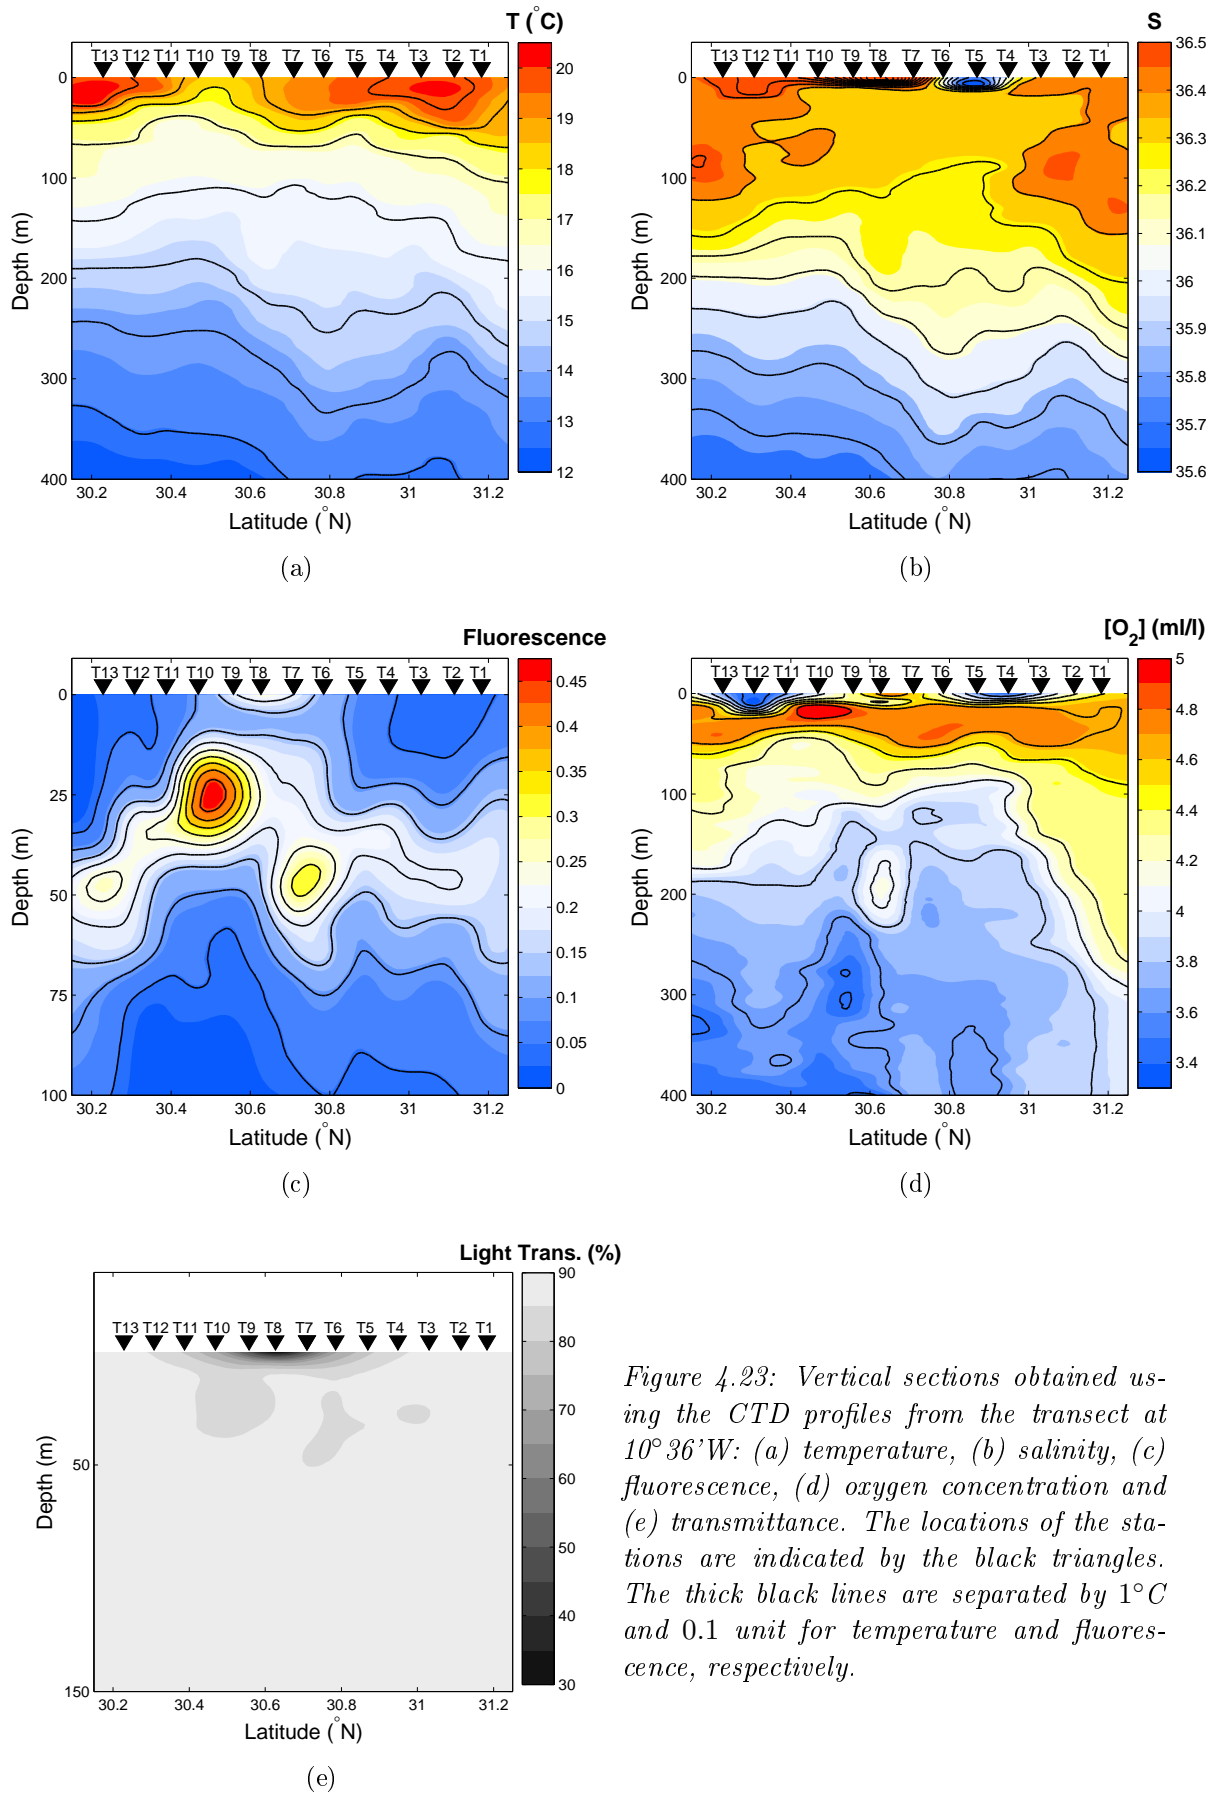 T (°C)
T13 T12 T11 T10 T9 T8 T7 T6 T5 T4 T3 T2 T1
0
100
200
300
400
Depth (m)
30.2 30.4 30.6 30.8 31 31.2
Latitude (°N)
20
19
18
17
16
15
14
13
12
(a)
S
T13 T12 T11 T10 T9 T8 T7 T6 T5 T4 T3 T2 T1
0
100
200
300
400
Depth (m)
30.2 30.4 30.6 30.8 31 31.2
Latitude (°N)
36.5
36.4
36.3
36.2
36.1
36
35.9
35.8
35.7
35.6
(b)
Fluorescence
T13 T12 T11 T10 T9 T8 T7 T6 T5 T4 T3 T2 T1
0
25
50
75
100
Depth (m)
30.2 30.4 30.6 30.8 31 31.2
Latitude (°N)
0.45
0.4
0.35
0.3
0.25
0.2
0.15
0.1
0.05
0
(c)
[O2] (ml/l)
T13 T12 T11 T10 T9 T8 T7 T6 T5 T4 T3 T2 T1
0
100
200
300
400
Depth (m)
30.2 30.4 30.6 30.8 31 31.2
Latitude (°N)
5
4.8
4.6
4.4
4.2
4
3.8
3.6
3.4
(d)
Light Trans. (%)
T13 T12 T11 T10 T9 T8 T7 T6 T5 T4 T3 T2 T1
50
150
Depth (m)
30.2 30.4 30.6 30.8 31 31.2
Latitude (°N)
90
80
70
60
50
40
30
(e)
Figure 4.23: Vertical sections obtained us-
ing the CTD profiles from the transect at
10°36'W: (a) temperature, (b) salinity, (c)
fluorescence, (d) oxygen concentration and
(e) transmittance. The locations of the sta-
tions are indicated by the black triangles.
The thick black lines are separated by 1°C
and 0.1 unit for temperature and fluores-
cence, respectively.